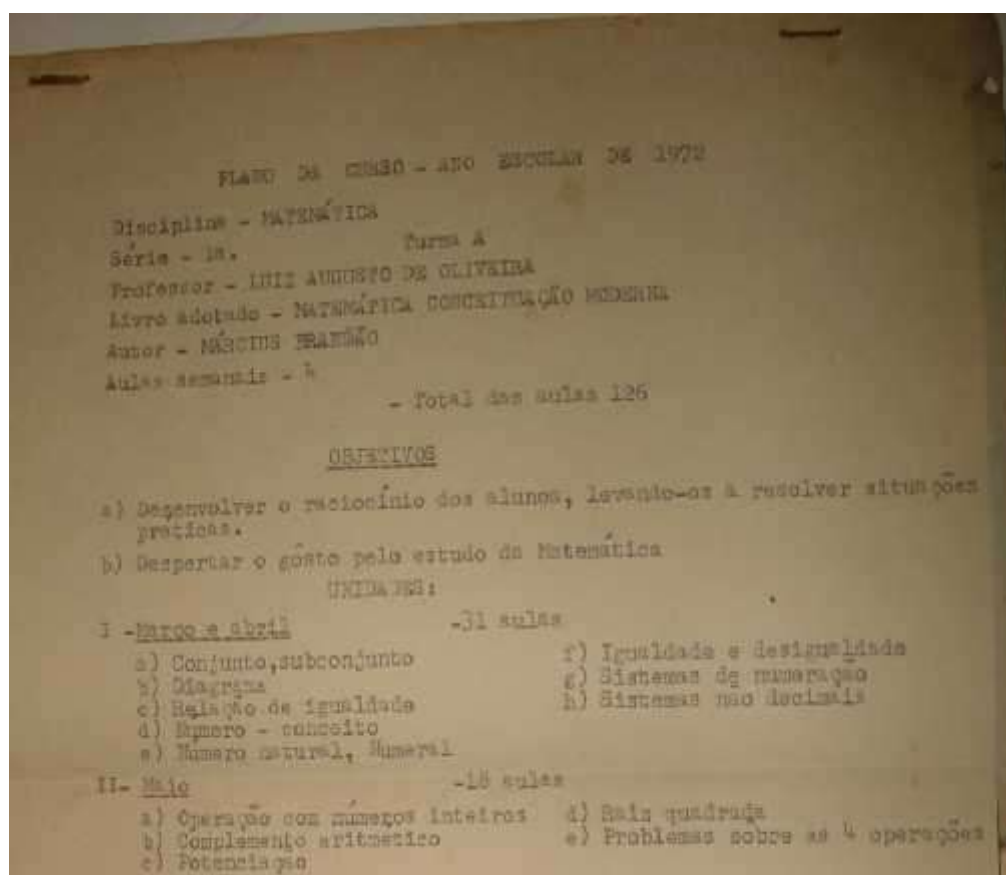 PLANO DE CURSO - ANO ESCOLAR DE 1972
Disciplina - MATEMÁTICA
Série - 1a. Turma A
Professor - LUIZ AUGUSTO DE OLIVEIRA
Livro adotado - MATEMÁTICA CONCEITUAÇÃO MODERNA
Autor - MÁRCIUS BRANDÃO
Aulas semanais - 4
- Total das aulas 126
OBJETIVOS
a) Desenvolver o raciocínio dos alunos, levando-os a resolver situações
praticas.
b) Despertar o gôsto pelo estudo da Matemática
UNIDADES:
I -Março e abril -31 aulas
a) Conjunto,subconjunto f) Igualdade e desigualdade
b) Diagrama g) Sistemas de numeração
c) Relação de igualdade h) Sistemas não decimais
d) Número - conceito
e) Número natural, Numeral
II- Maio -18 aulas
a) Operação com números inteiros d) Raiz quadrada
b) Complemento aritmético e) Problemas sobre as 4 operações
c) Potenciação